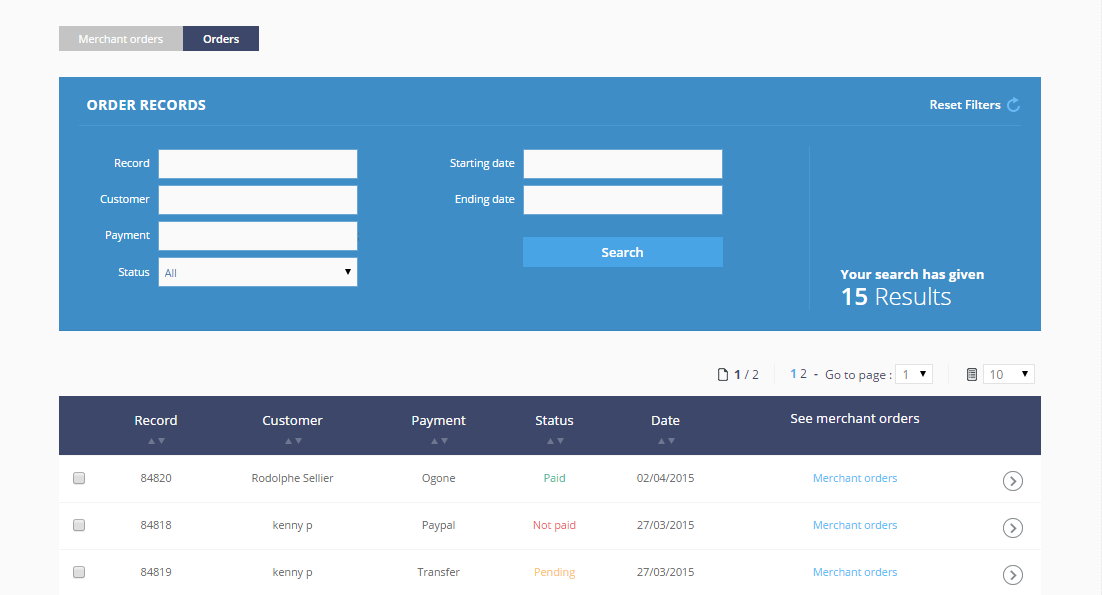 Merchant orders Orders
ORDER RECORDS Reset Filters
Record Starting date
Customer Ending date
Payment
Search
Status All
Your search has given
15 Results
1 / 2 1 2 - Go to page : 1 10
Record Customer Payment Status Date See merchant orders
84820 Rodolphe Sellier Ogone Paid 02/04/2015 Merchant orders
84818 kenny p Paypal Not paid 27/03/2015 Merchant orders
84819 kenny p Transfer Pending 27/03/2015 Merchant orders